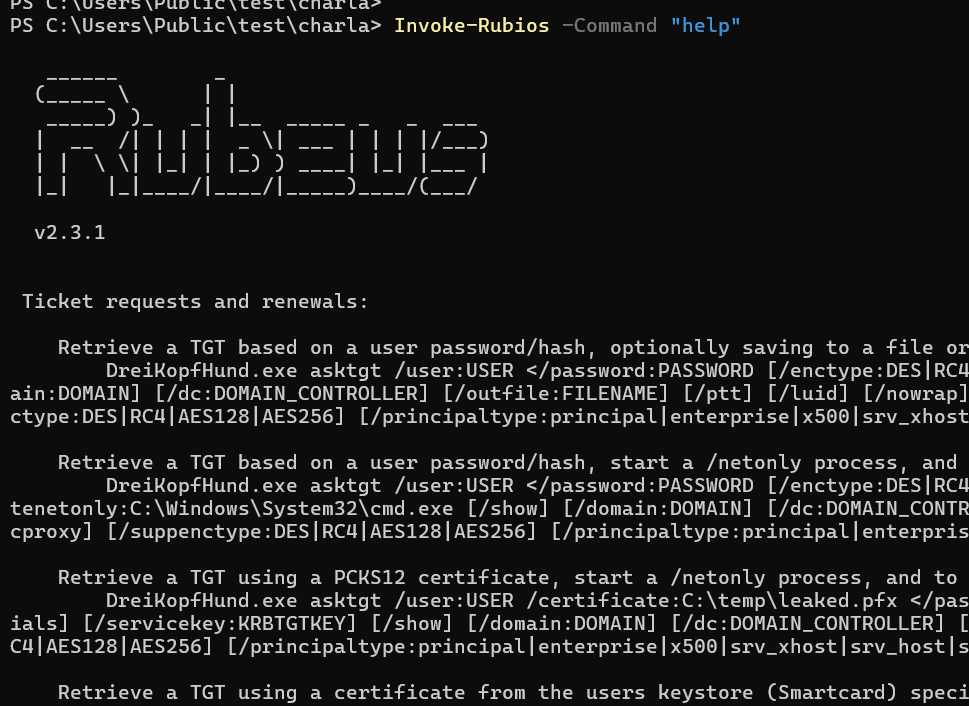 PS C:\Users\Public\test\charla>
PS C:\Users\Public\test\charla> Invoke-Rubios -Command "help"
   ______        _
  (_____ \      | |
   _____) )_   _| |__  _____ _   _  ___
  |  __  /| | | |  _ \| ___ | | | |/___)
  | |  \ \| |_| | |_) ) ____| |_| |___ |
  |_|   |_|____/|____/|_____)____/(___/
  v2.3.1
 Ticket requests and renewals:
    Retrieve a TGT based on a user password/hash, optionally saving to a file or
        DreiKopfHund.exe asktgt /user:USER </password:PASSWORD [/enctype:DES|RC4
ain:DOMAIN] [/dc:DOMAIN_CONTROLLER] [/outfile:FILENAME] [/ptt] [/luid] [/nowrap]
ctype:DES|RC4|AES128|AES256] [/principaltype:principal|enterprise|x500|srv_xhost
    Retrieve a TGT based on a user password/hash, start a /netonly process, and
        DreiKopfHund.exe asktgt /user:USER </password:PASSWORD [/enctype:DES|RC4
tenetonly:C:\Windows\System32\cmd.exe [/show] [/domain:DOMAIN] [/dc:DOMAIN_CONTR
cproxy] [/suppenctype:DES|RC4|AES128|AES256] [/principaltype:principal|enterpris
    Retrieve a TGT using a PCKS12 certificate, start a /netonly process, and to
        DreiKopfHund.exe asktgt /user:USER /certificate:C:\temp\leaked.pfx </pas
ials] [/servicekey:KRBTGTKEY] [/show] [/domain:DOMAIN] [/dc:DOMAIN_CONTROLLER] [
C4|AES128|AES256] [/principaltype:principal|enterprise|x500|srv_xhost|srv_host|s
    Retrieve a TGT using a certificate from the users keystore (Smartcard) speci